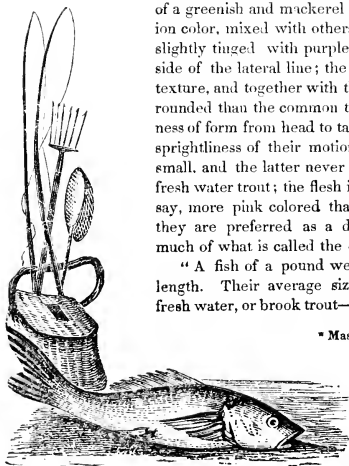 of a greenish and mackerel
ion color, mixed with other
slightly tinged with purple
side of the lateral line; the
texture, and together with t
rounded than the common t
ness of form from head to ta
sprightliness of their motio
small, and the latter never
fresh water trout; the flesh i
say, more pink colored tha
they are preferred as a d
much of what is called the
" A fish of a pound we
length. Their average siz
fresh water, or brook trout—
* Mas